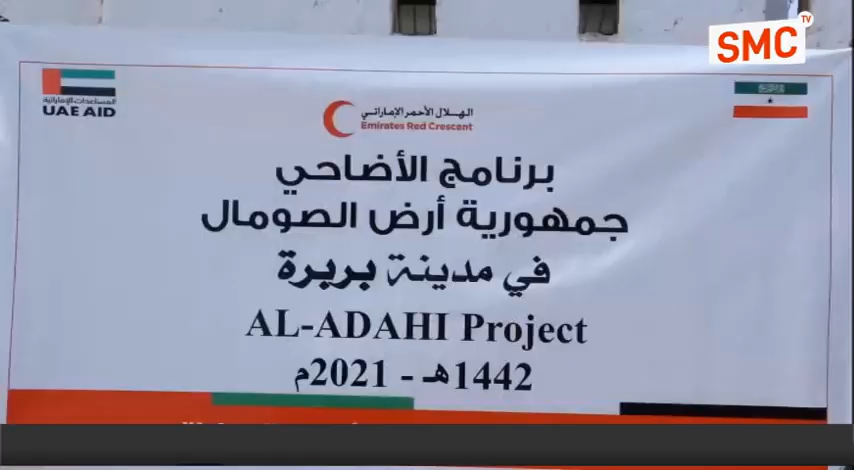 SMC TV
المساعدات الإماراتية
UAE AID
الهلال الأحمر الإماراتي
Emirates Red Crescent
برنامج الأضاحي
جمهورية أرض الصومال
في مدينة بربرة
AL-ADAHI Project
1442هـ - 2021م